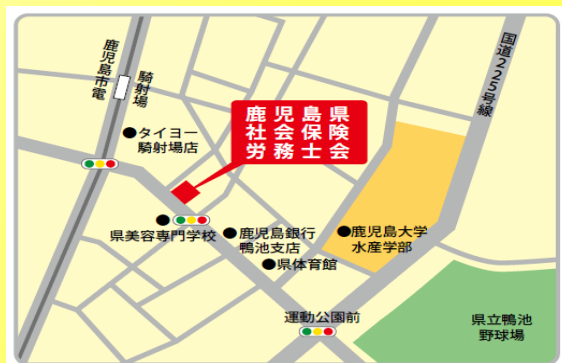 鹿児島市電
騎射場
国道225号線
鹿児島県
社会保険
労務士会
タイヨー
騎射場店
県美容専門学校
鹿児島銀行
鴨池支店
県体育館
鹿児島大学
水産学部
運動公園前
県立鴨池
野球場